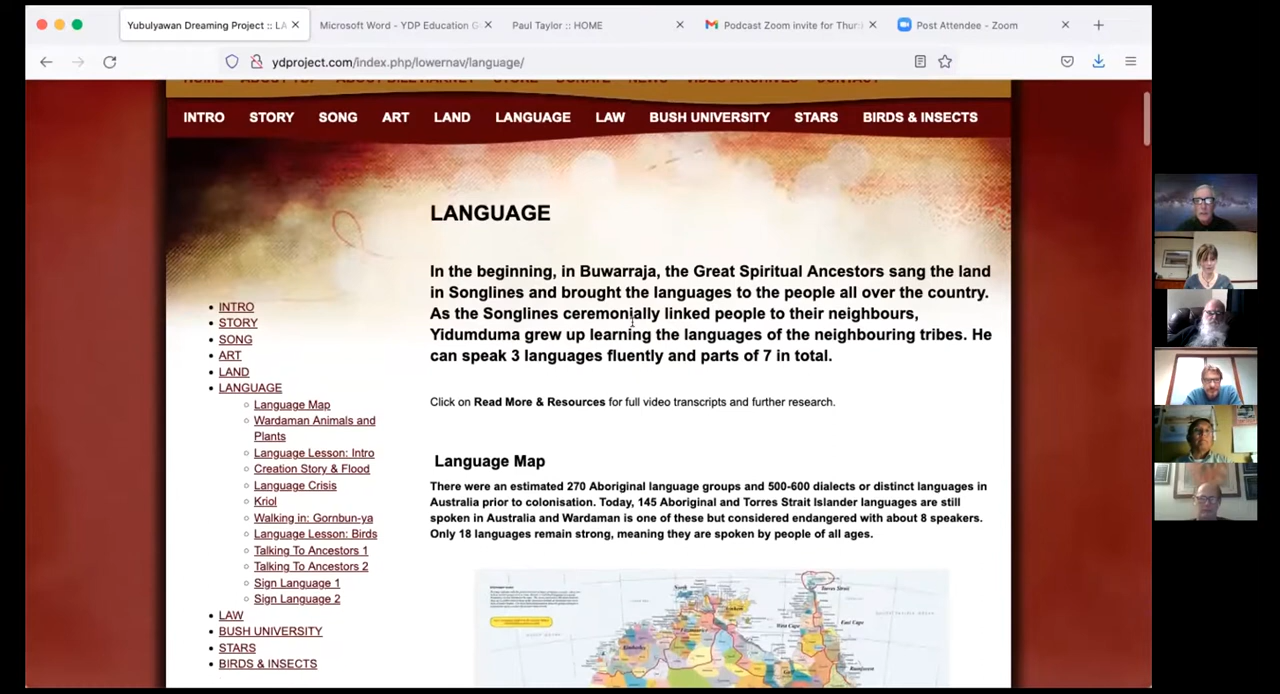 Yubulyawan Dreaming Project :: LA
Microsoft Word - YDP Education G
Paul Taylor :: HOME
Podcast Zoom invite for Thur
Post Attendee - Zoom
ydproject.com/index.php/lowernav/language/
INTRO STORY SONG ART LAND LANGUAGE LAW BUSH UNIVERSITY STARS BIRDS & INSECTS
INTRO
STORY
SONG
ART
LAND
LANGUAGE
Language Map
Wardaman Animals and
Plants
Language Lesson: Intro
Creation Story & Flood
Language Crisis
Kriol
Walking in: Gornbun-ya
Language Lesson: Birds
Talking To Ancestors 1
Talking To Ancestors 2
Sign Language 1
Sign Language 2
LAW
BUSH UNIVERSITY
STARS
BIRDS & INSECTS
LANGUAGE
In the beginning, in Buwarraja, the Great Spiritual Ancestors sang the land
in Songlines and brought the languages to the people all over the country.
As the Songlines ceremonially linked people to their neighbours,
Yidumduma grew up learning the languages of the neighbouring tribes. He
can speak 3 languages fluently and parts of 7 in total.
Click on Read More & Resources for full video transcripts and further research.
Language Map
There were an estimated 270 Aboriginal language groups and 500-600 dialects or distinct languages in
Australia prior to colonisation. Today, 145 Aboriginal and Torres Strait Islander languages are still
spoken in Australia and Wardaman is one of these but considered endangered with about 8 speakers.
Only 18 languages remain strong, meaning they are spoken by people of all ages.
North
Torres Strait
West Cape
East Cape